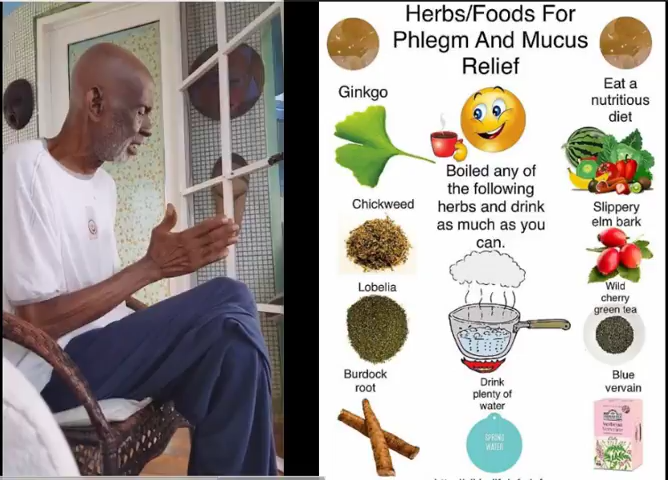 Herbs/Foods For
Phlegm And Mucus
Relief
Ginkgo
Eat a
nutritious
diet
Boiled any of
the following
herbs and drink
as much as you
can.
Chickweed
Slippery
elm bark
Lobelia
Wild
cherry
green tea
Burdock
root
Drink
plenty of
water
Blue
vervain
SPRING
WATER